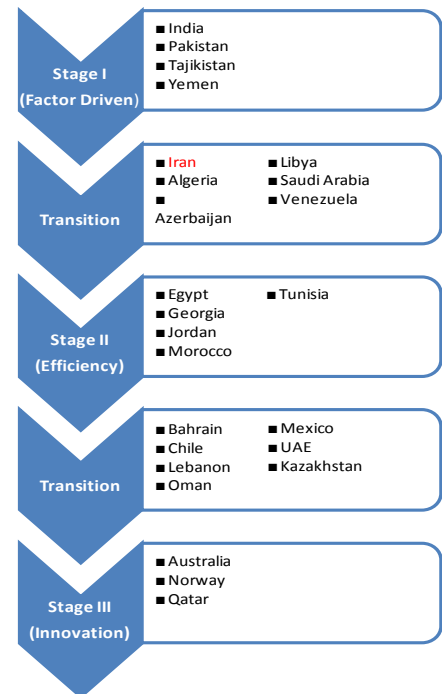 Stage I
(Factor Driven)
■ India
■ Pakistan
■ Tajikistan
■ Yemen
Transition
■ Iran
■ Algeria
■
Azerbaijan
■ Libya
■ Saudi Arabia
■ Venezuela
Stage II
(Efficiency)
■ Egypt
■ Georgia
■ Jordan
■ Morocco
■ Tunisia
Transition
■ Bahrain
■ Chile
■ Lebanon
■ Oman
■ Mexico
■ UAE
■ Kazakhstan
Stage III
(Innovation)
■ Australia
■ Norway
■ Qatar